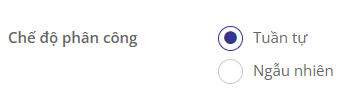 Chế độ phân công
Tuần tự
Ngẫu nhiên